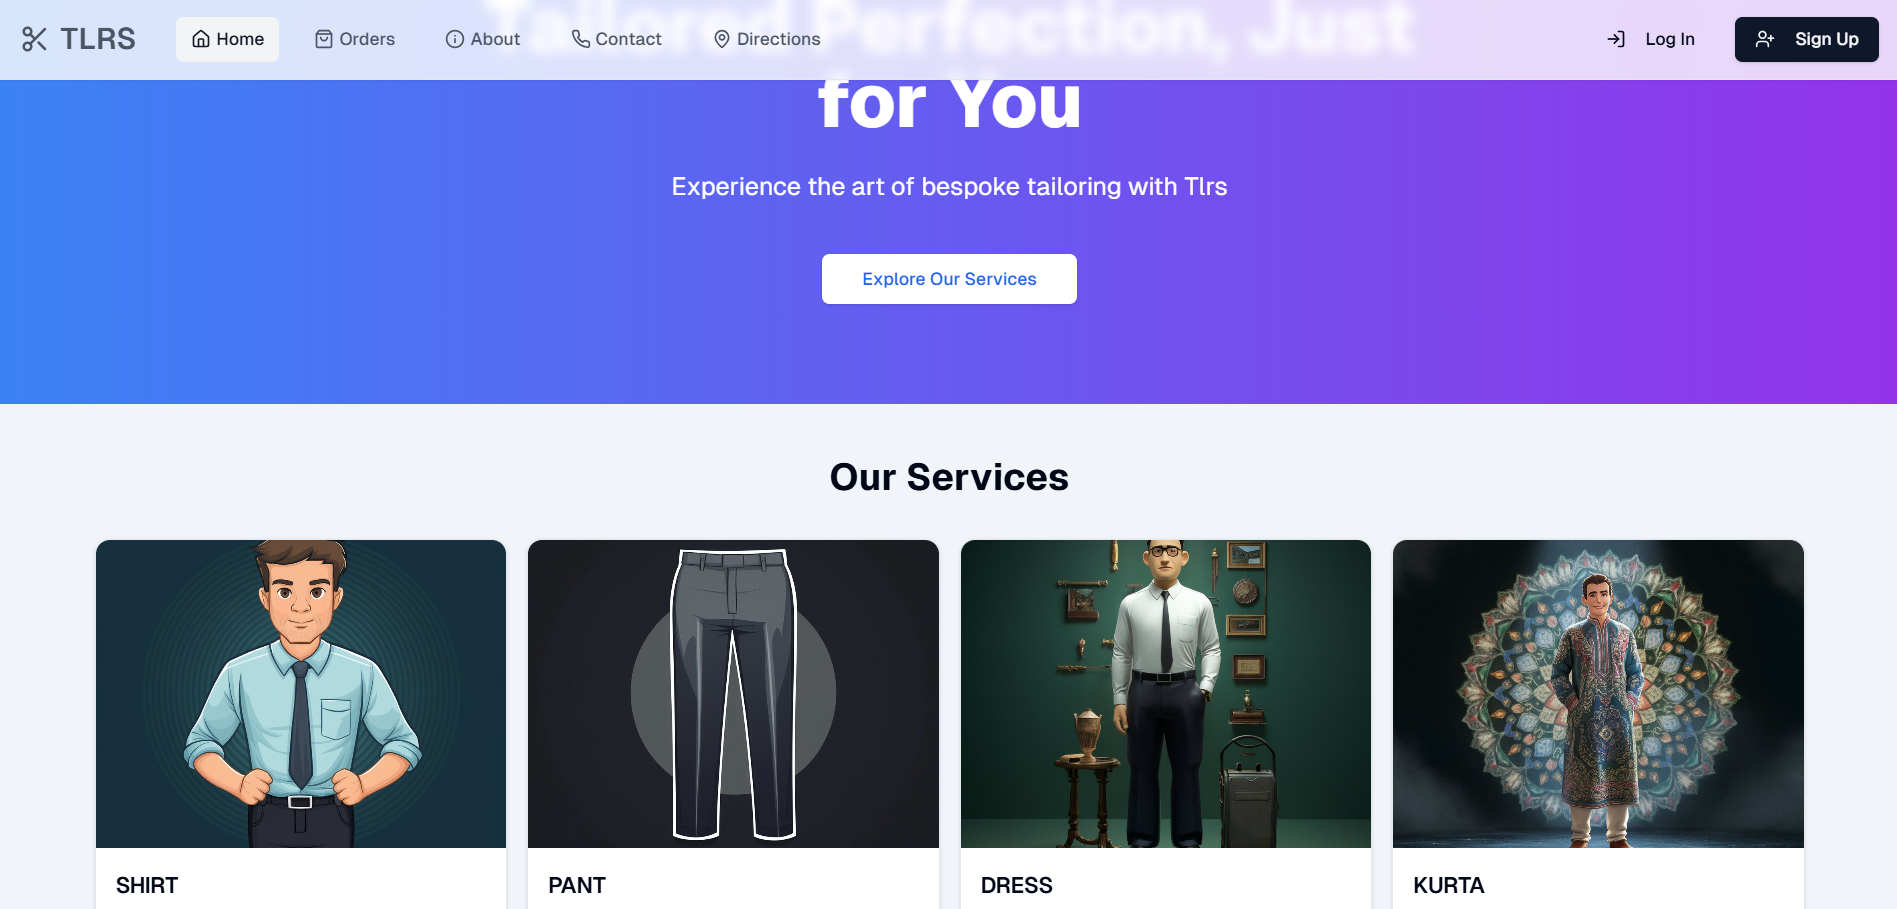 TLRS
Home
Orders
About
Contact
Directions
Log In
Sign Up
Tailored Perfection, Just
for You
Experience the art of bespoke tailoring with Tlrs
Explore Our Services
Our Services
SHIRT
PANT
DRESS
KURTA